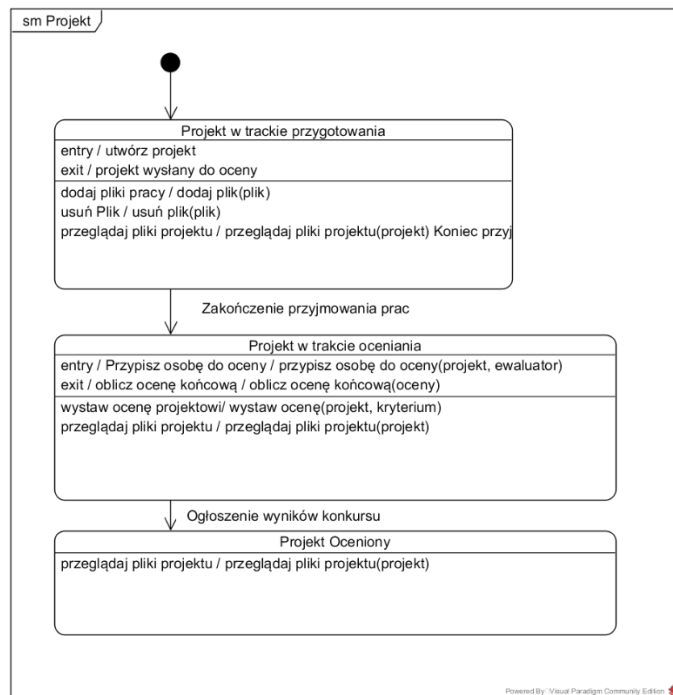 sm Projekt
Projekt w trackie przygotowania
entry / utwórz projekt
exit / projekt wysłany do oceny
dodaj pliki pracy / dodaj plik(plik)
usuń Plik / usuń plik(plik)
przeglądaj pliki projektu / przeglądaj pliki projektu(projekt) Koniec przyj
Zakończenie przyjmowania prac
Projekt w trakcie oceniania
entry / Przypisz osobę do oceny / przypisz osobę do oceny(projekt, ewaluator)
exit / oblicz ocenę końcową / oblicz ocenę końcową(oceny)
wystaw ocenę projektowi/ wystaw ocenę(projekt, kryterium)
przeglądaj pliki projektu / przeglądaj pliki projektu(projekt)
Ogłoszenie wyników konkursu
Projekt Oceniony
przeglądaj pliki projektu / przeglądaj pliki projektu(projekt)
Powered By Visual Paradigm Community Edition